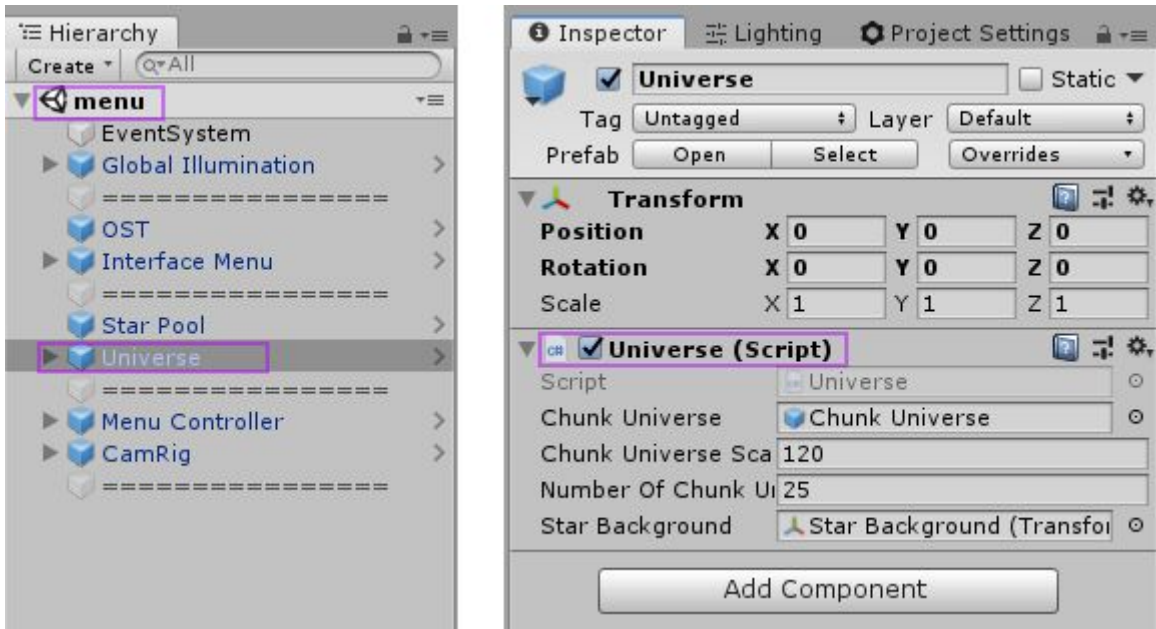 Hierarchy
Create All
menu
EventSystem
Global Illumination
================
OST
Interface Menu
================
Star Pool
Universe
================
Menu Controller
CamRig
================
Inspector Lighting Project Settings
Universe Static
Tag Untagged Layer Default
Prefab Open Select Overrides
Transform
Position X 0 Y 0 Z 0
Rotation X 0 Y 0 Z 0
Scale X 1 Y 1 Z 1
c# Universe (Script)
Script Universe
Chunk Universe Chunk Universe
Chunk Universe Sca 120
Number Of Chunk U 25
Star Background Star Background (Transfo
Add Component